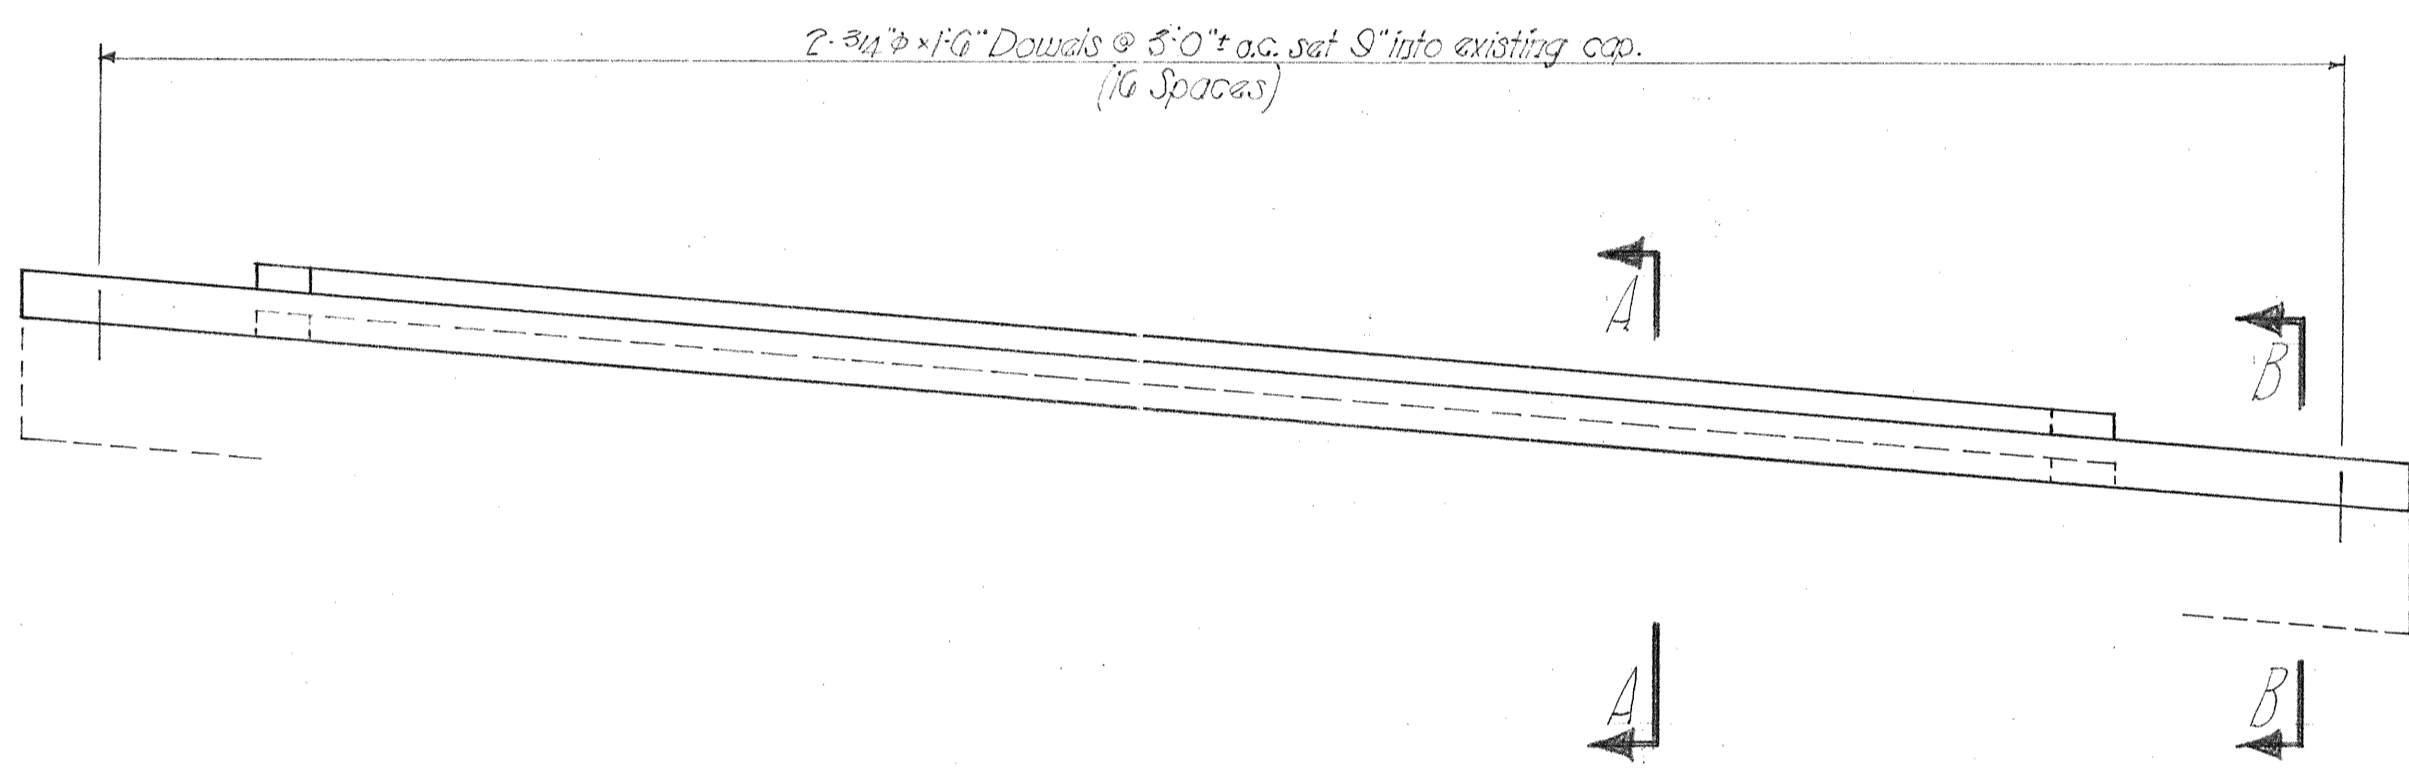 2-3/4"φ x 1'-6" Dowels @ 3'-0"± o.c. set 9" into existing cap.
(16 Spaces)
A
B
A
B